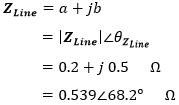 Z_Line = a + jb
= |Z_Line|∠θ_Z_Line
= 0.2 + j 0.5 Ω
= 0.539∠68.2° Ω